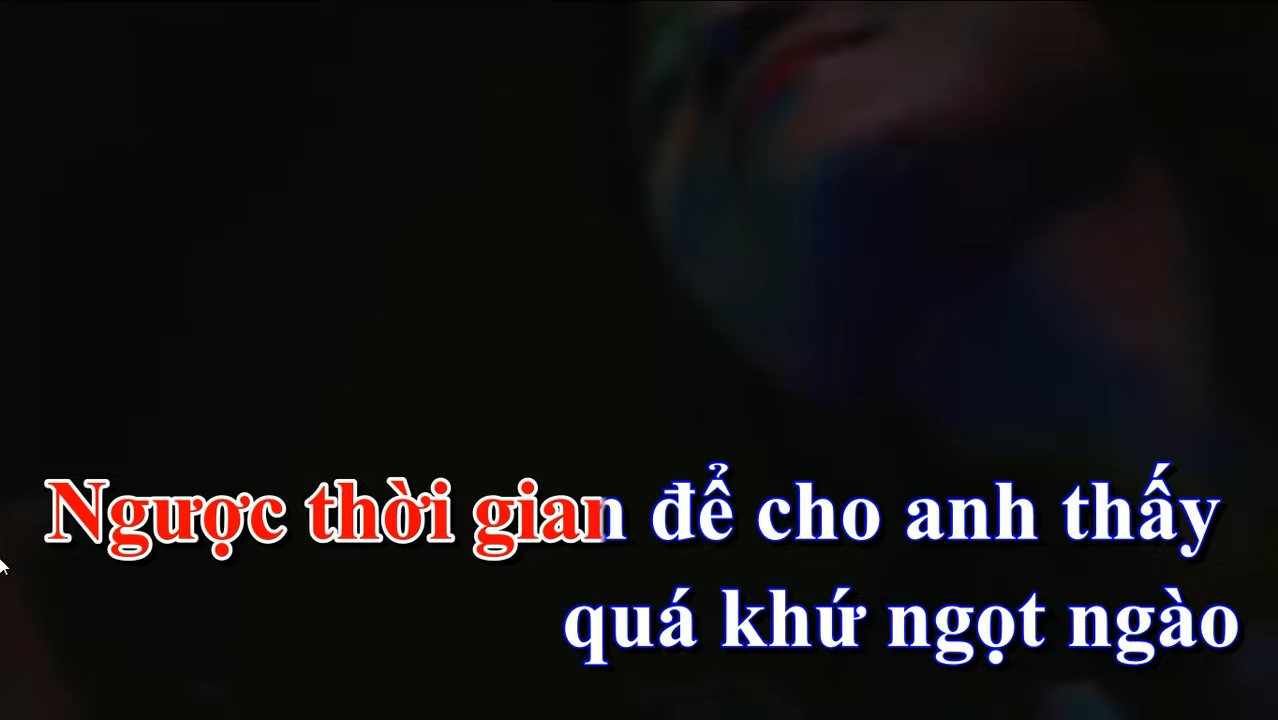 Ngược thời gian để cho anh thấy
quá khứ ngọt ngào